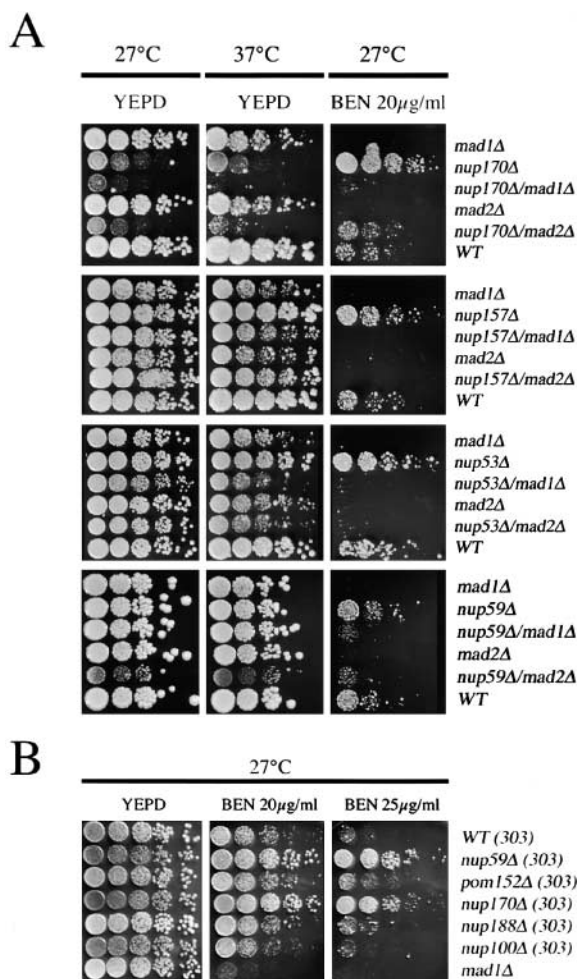 A
27°C 37°C 27°C
YEPD YEPD BEN 20µg/ml
mad1Δ
nup170Δ
nup170Δ/mad1Δ
mad2Δ
nup170Δ/mad2Δ
WT
mad1Δ
nup157Δ
nup157Δ/mad1Δ
mad2Δ
nup157Δ/mad2Δ
WT
mad1Δ
nup53Δ
nup53Δ/mad1Δ
mad2Δ
nup53Δ/mad2Δ
WT
mad1Δ
nup59Δ
nup59Δ/mad1Δ
mad2Δ
nup59Δ/mad2Δ
WT
B
27°C
YEPD BEN 20µg/ml BEN 25µg/ml
WT (303)
nup59Δ (303)
pom152Δ (303)
nup170Δ (303)
nup188Δ (303)
nup100Δ (303)
mad1Δ